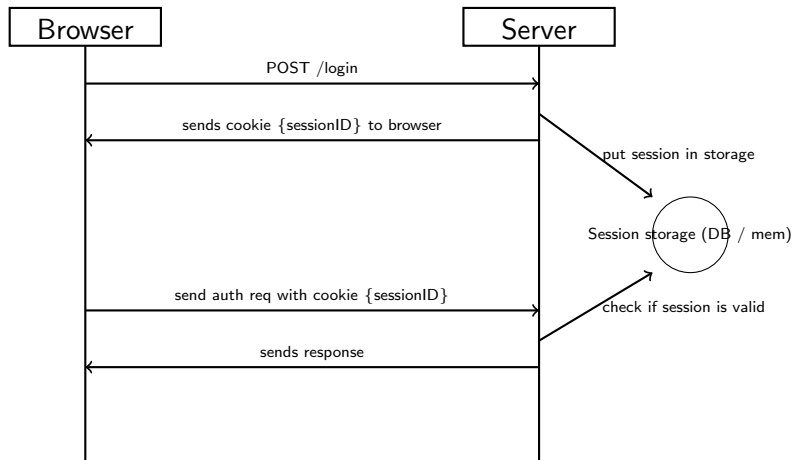 Browser
Server
POST /login
sends cookie {sessionID} to browser
put session in storage
Session storage (DB / mem)
send auth req with cookie {sessionID}
check if session is valid
sends response